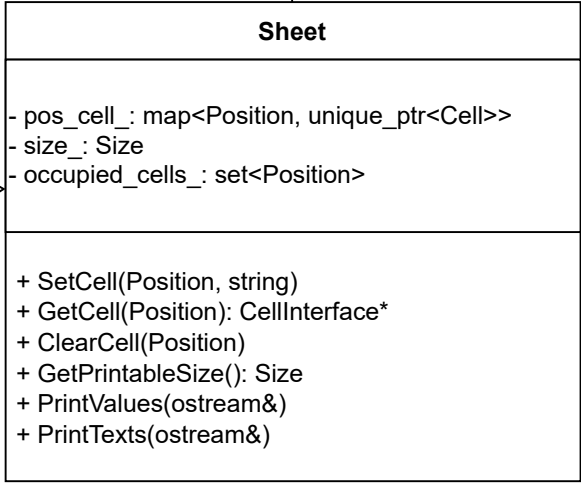 Sheet
- pos_cell_: map<Position, unique_ptr<Cell>>
- size_: Size
- occupied_cells_: set<Position>
+ SetCell(Position, string)
+ GetCell(Position): CellInterface*
+ ClearCell(Position)
+ GetPrintableSize(): Size
+ PrintValues(ostream&)
+ PrintTexts(ostream&)